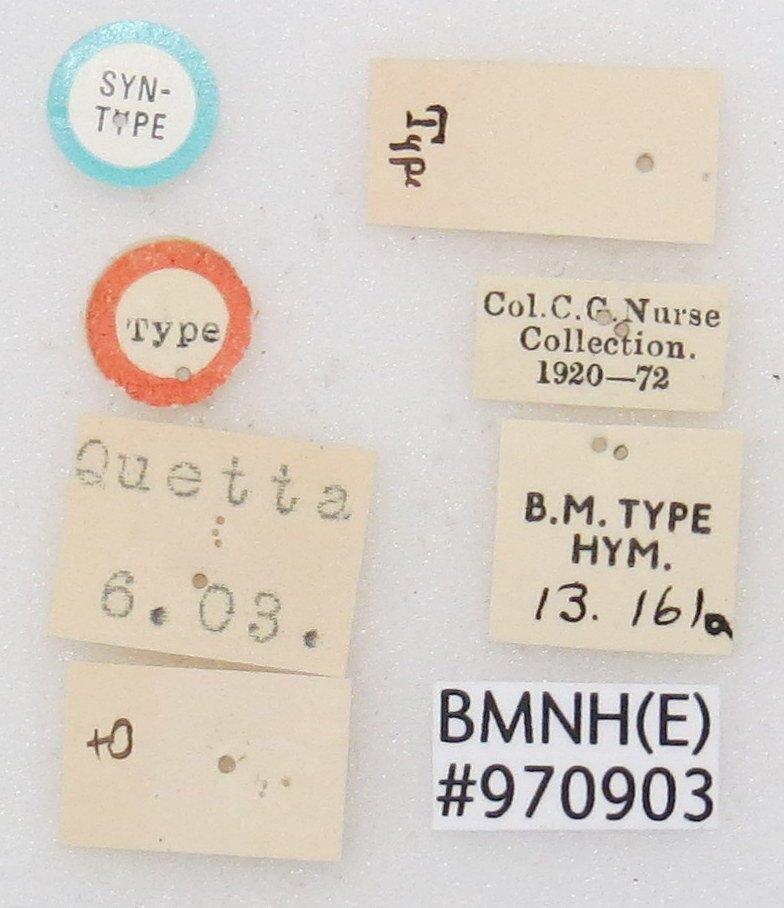 SYN-
TYPE
Type
Type
Col. C. G. Nurse
Collection.
1920—72
Quetta
6.03.
B.M. TYPE
HYM.
13. 161a
♀
BMNH(E)
#970903